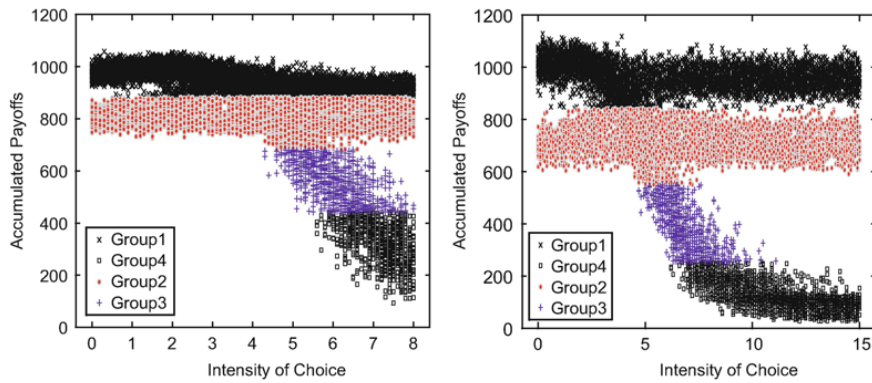 1200
1000
800
600
400
200
0
Accumulated Payoffs
Group1
Group4
Group2
Group3
0 1 2 3 4 5 6 7 8
Intensity of Choice
1200
1000
800
600
400
200
0
Accumulated Payoffs
Group1
Group4
Group2
Group3
0 5 10 15
Intensity of Choice